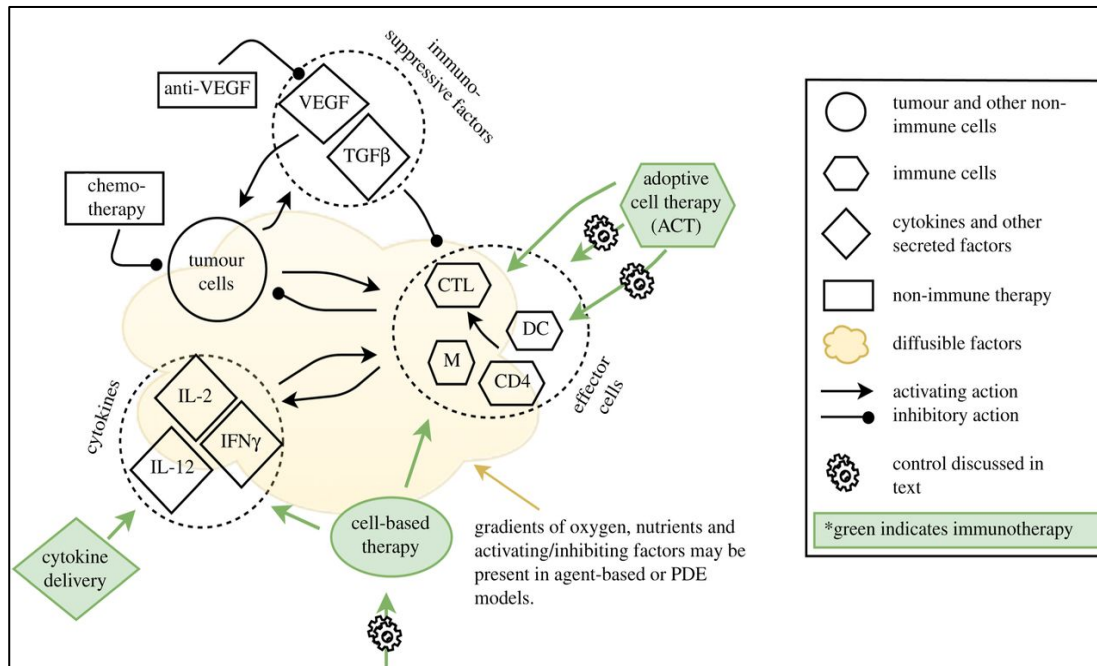 immuno-
suppressive factors
anti-VEGF
VEGF
TGFβ
chemo-
therapy
tumour
cells
adoptive
cell therapy
(ACT)
CTL
DC
M
CD4
effector
cells
cytokines
IL-2
IFNγ
IL-12
cytokine
delivery
cell-based
therapy
gradients of oxygen, nutrients and
activating/inhibiting factors may be
present in agent-based or PDE
models.
tumour and other non-
immune cells
immune cells
cytokines and other
secreted factors
non-immune therapy
diffusible factors
activating action
inhibitory action
control discussed in
text
*green indicates immunotherapy